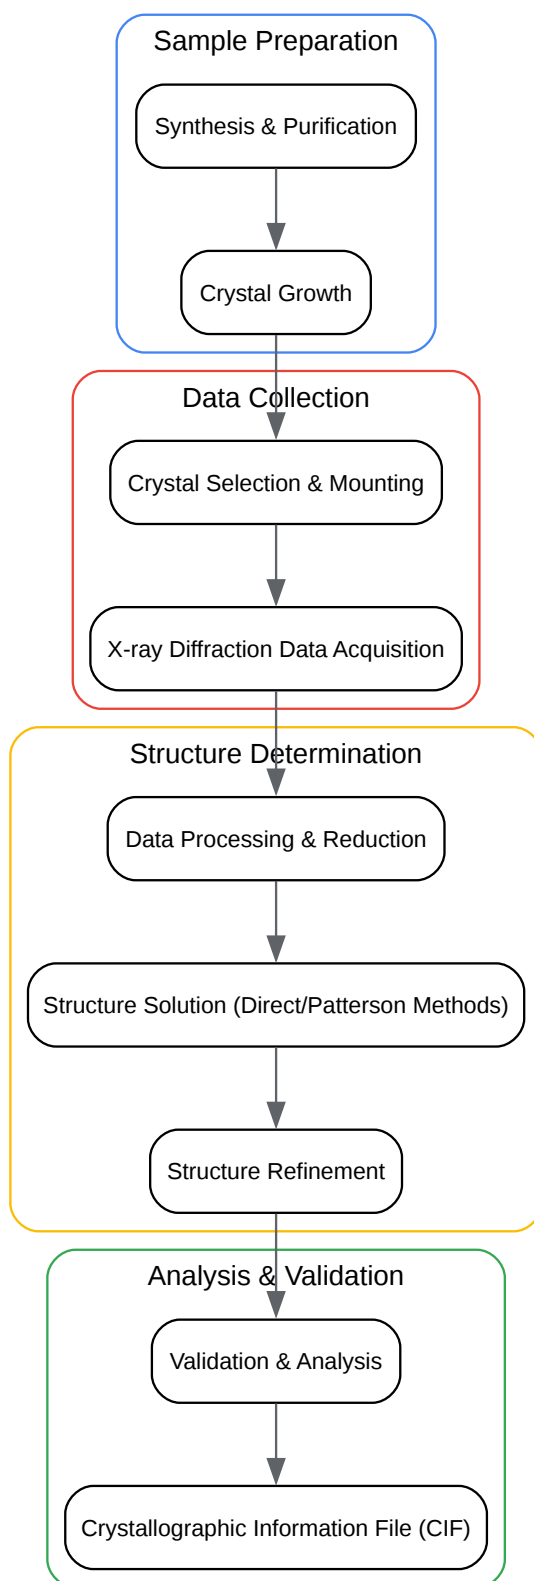 Sample Preparation
Synthesis & Purification
Crystal Growth
Data Collection
Crystal Selection & Mounting
X-ray Diffraction Data Acquisition
Structure Determination
Data Processing & Reduction
Structure Solution (Direct/Patterson Methods)
Structure Refinement
Analysis & Validation
Validation & Analysis
Crystallographic Information File (CIF)